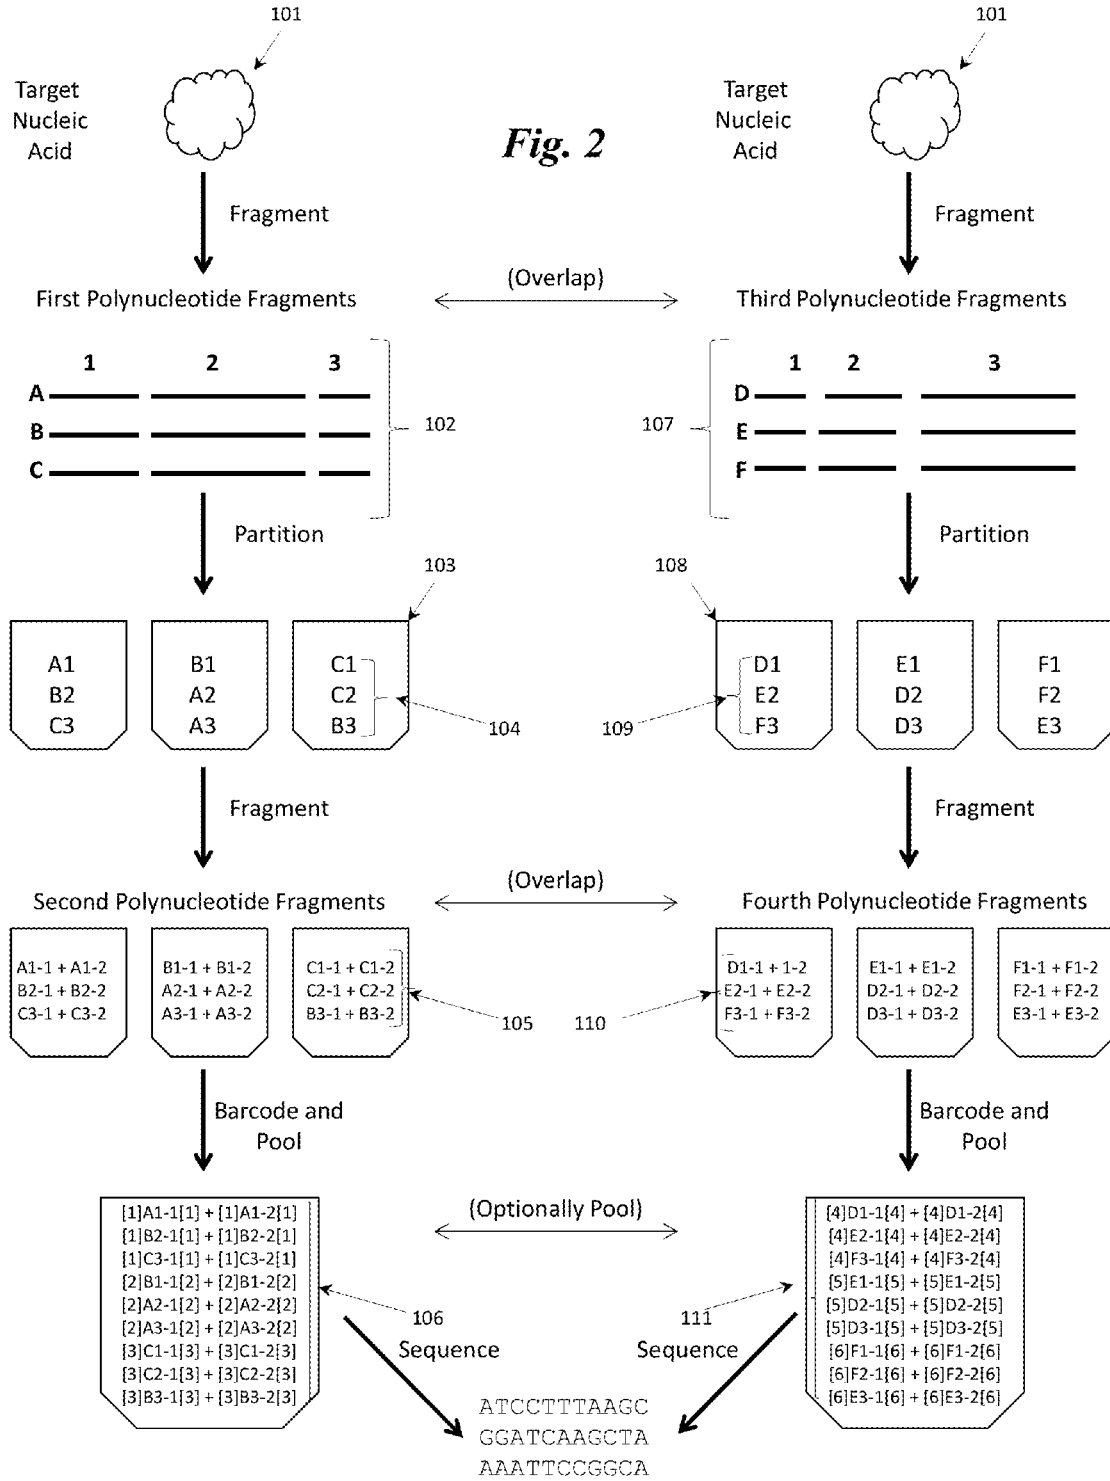 101
101
Target
Nucleic
Acid
Fig. 2
Target
Nucleic
Acid
Fragment
Fragment
First Polynucleotide Fragments
(Overlap)
Third Polynucleotide Fragments
1 2 3
A
B
C
102
1 2 3
D
E
F
107
Partition
Partition
103
108
A1
B2
C3
B1
A2
A3
C1
C2
B3
104
D1
E2
F3
109
E1
D2
D3
F1
F2
E3
Fragment
Fragment
(Overlap)
Second Polynucleotide Fragments
Fourth Polynucleotide Fragments
A1-1 + A1-2
B2-1 + B2-2
C3-1 + C3-2
B1-1 + B1-2
A2-1 + A2-2
A3-1 + A3-2
C1-1 + C1-2
C2-1 + C2-2
B3-1 + B3-2
105
110
D1-1 + 1-2
E2-1 + E2-2
F3-1 + F3-2
E1-1 + E1-2
D2-1 + D2-2
D3-1 + D3-2
F1-1 + F1-2
F2-1 + F2-2
E3-1 + E3-2
Barcode and
Pool
Barcode and
Pool
(Optionally Pool)
[1]A1-1[1] + [1]A1-2[1]
[1]B2-1[1] + [1]B2-2[1]
[1]C3-1[1] + [1]C3-2[1]
[2]B1-1[2] + [2]B1-2[2]
[2]A2-1[2] + [2]A2-2[2]
[2]A3-1[2] + [2]A3-2[2]
[3]C1-1[3] + [3]C1-2[3]
[3]C2-1[3] + [3]C2-2[3]
[3]B3-1[3] + [3]B3-2[3]
106
111
[4]D1-1[4] + [4]D1-2[4]
[4]E2-1[4] + [4]E2-2[4]
[4]F3-1[4] + [4]F3-2[4]
[5]E1-1[5] + [5]E1-2[5]
[5]D2-1[5] + [5]D2-2[5]
[5]D3-1[5] + [5]D3-2[5]
[6]F1-1[6] + [6]F1-2[6]
[6]F2-1[6] + [6]F2-2[6]
[6]E3-1[6] + [6]E3-2[6]
Sequence
Sequence
ATCCTTTAAGC
GGATCAAGCTA
AAATTCCGGCA